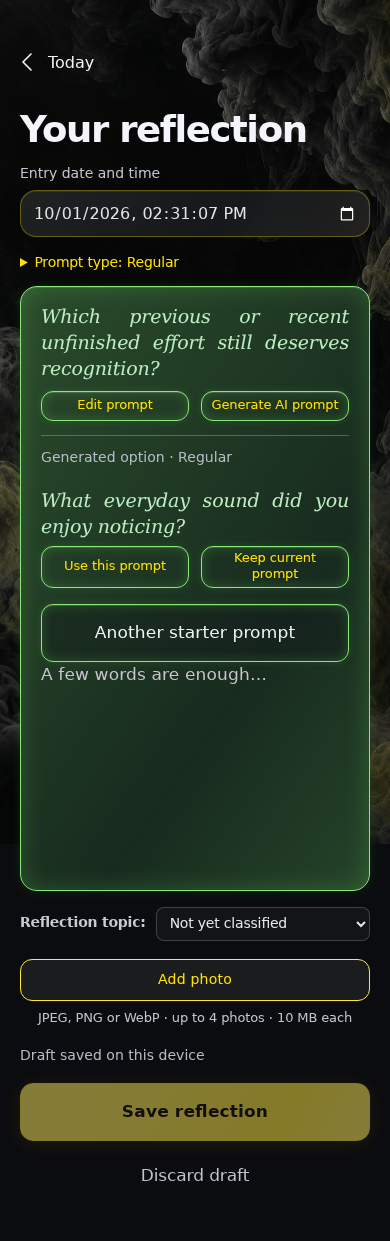 Today
Your reflection
Entry date and time
10/01/2026, 02:31:07 PM
Prompt type: Regular
Which previous or recent
unfinished effort still deserves
recognition?
Edit prompt
Generate AI prompt
Generated option · Regular
What everyday sound did you
enjoy noticing?
Use this prompt
Keep current
prompt
Another starter prompt
A few words are enough...
Reflection topic:
Not yet classified
Add photo
JPEG, PNG or WebP · up to 4 photos · 10 MB each
Draft saved on this device
Save reflection
Discard draft